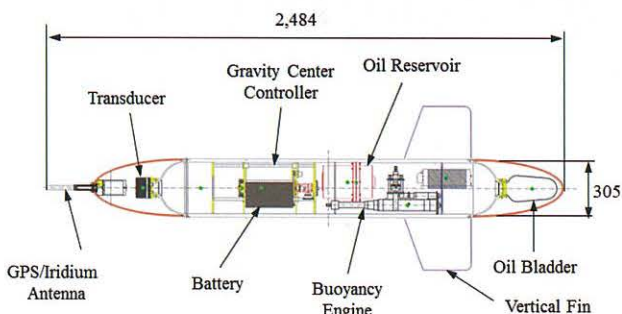 2,484
Gravity Center
Controller
Oil Reservoir
Transducer
305
GPS/Iridium
Antenna
Battery
Buoyancy
Engine
Oil Bladder
Vertical Fin